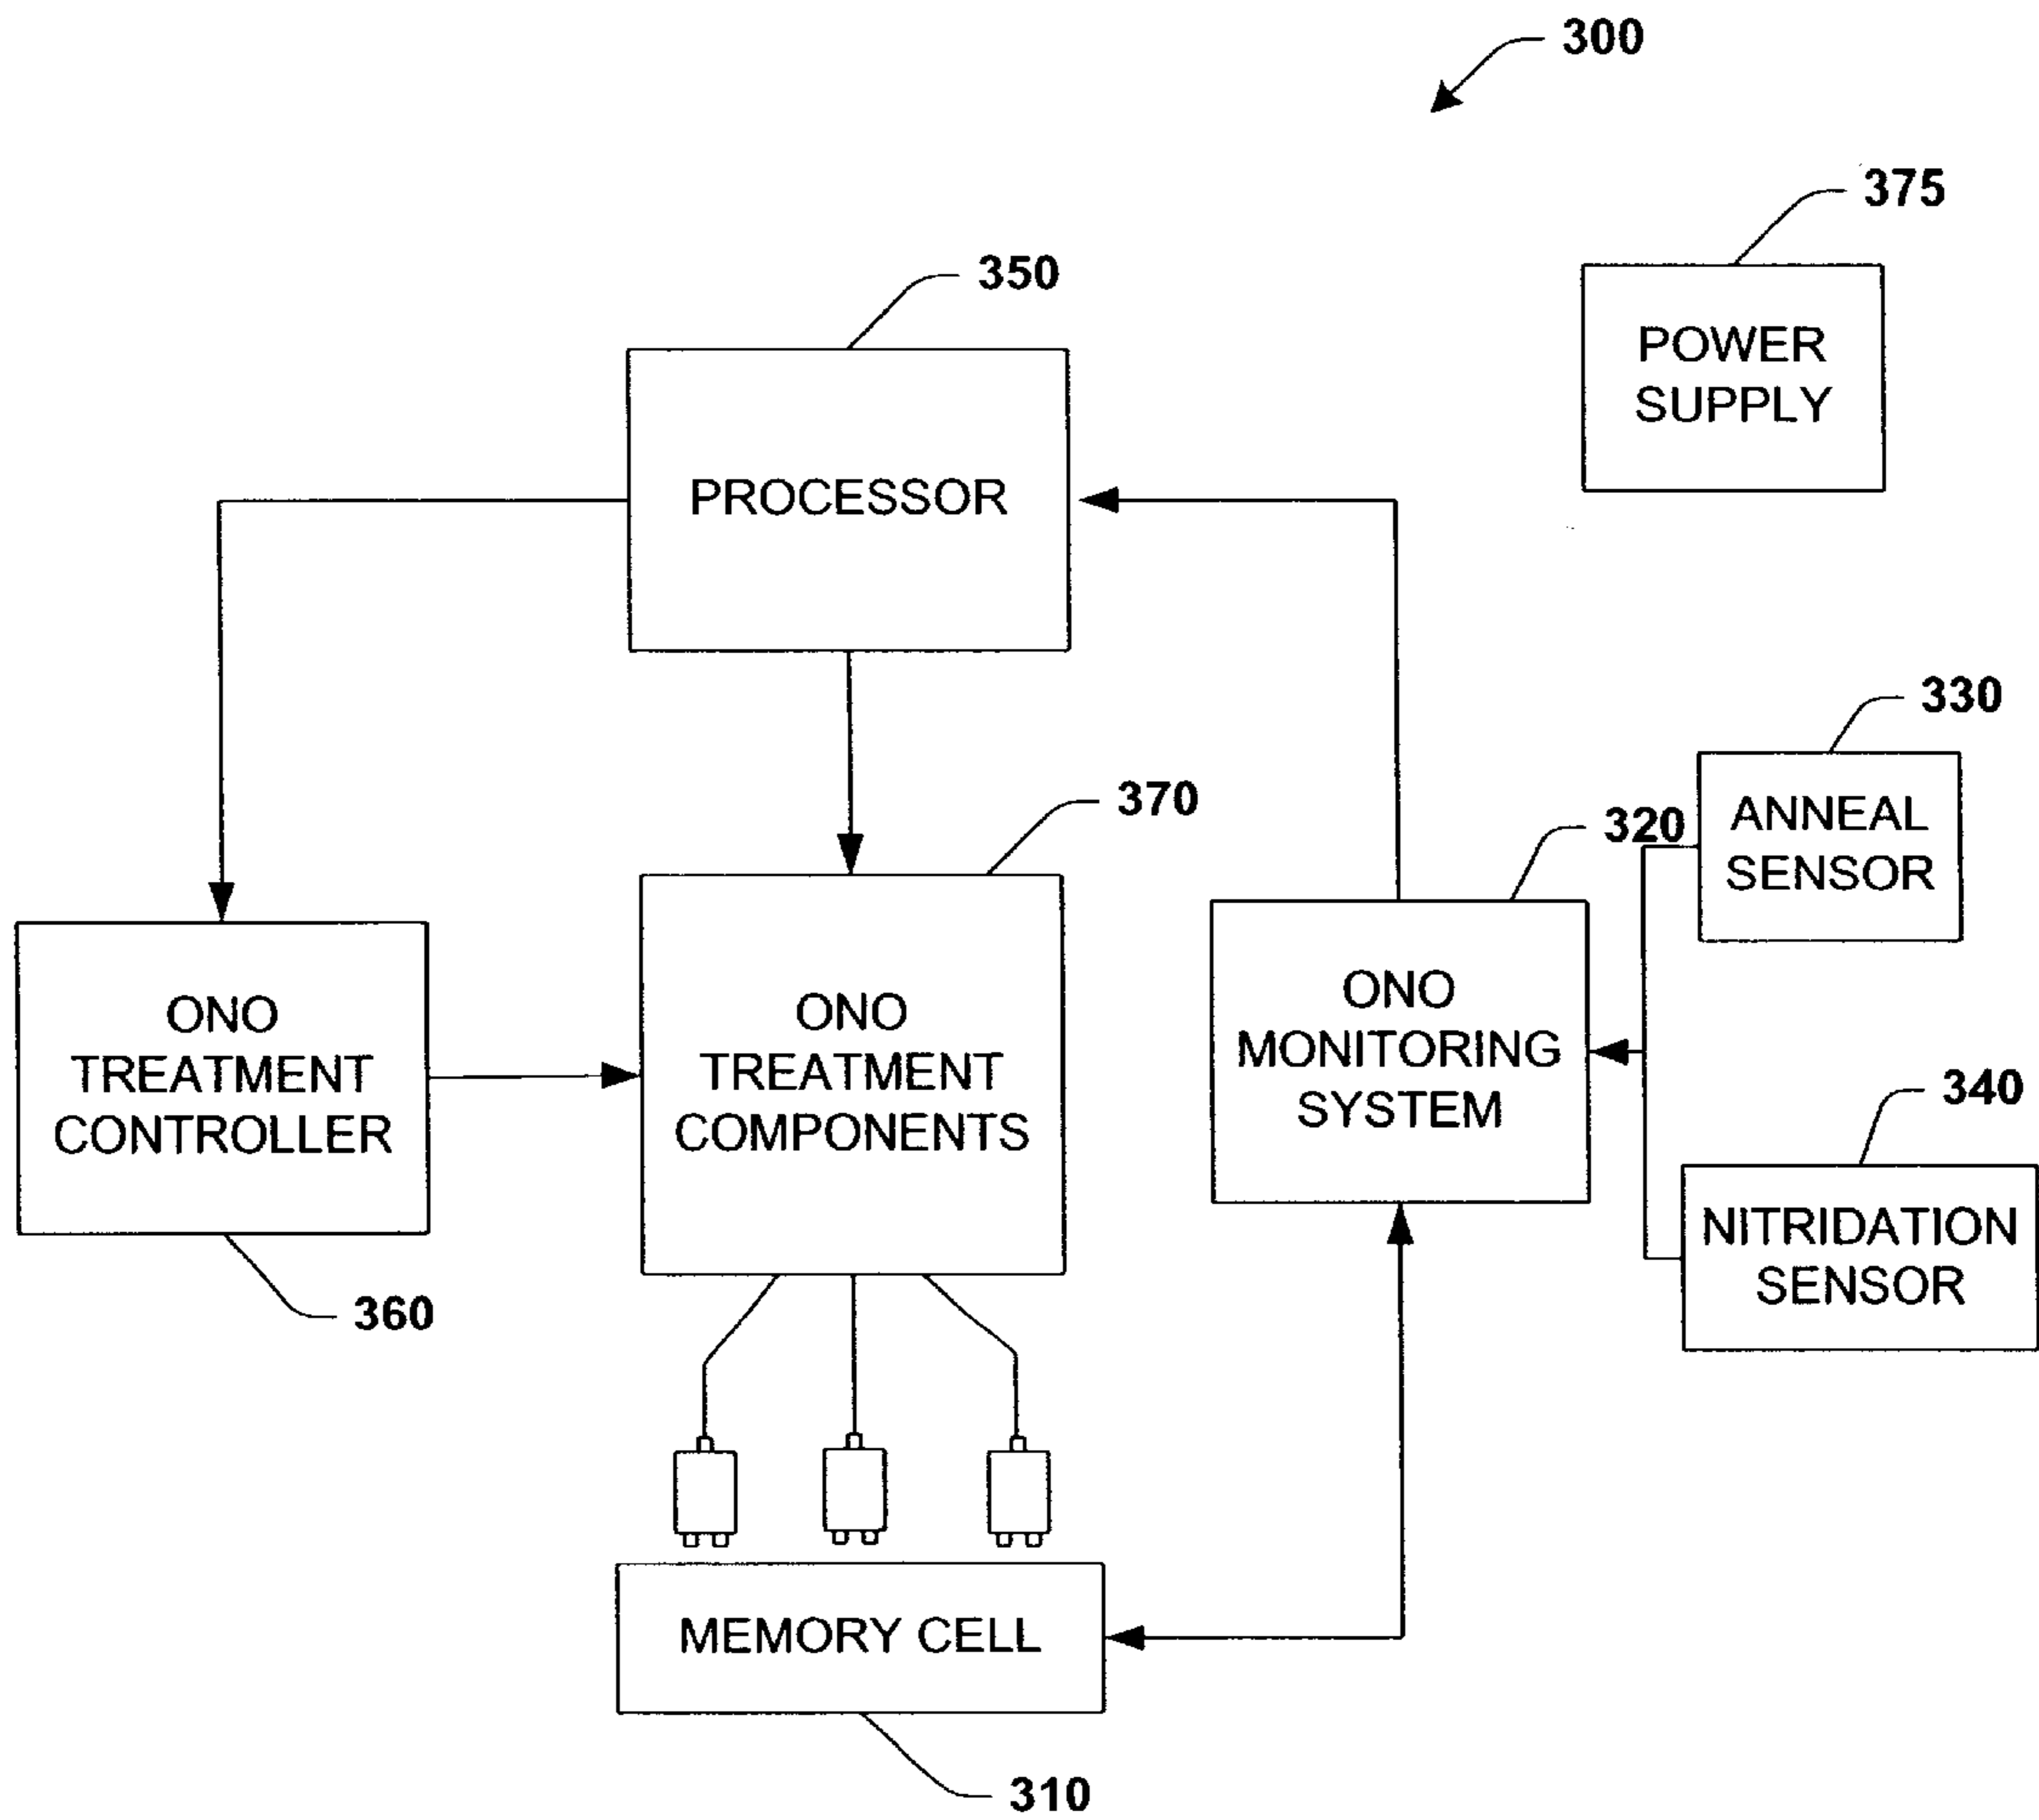 300
375
POWER
SUPPLY
350
PROCESSOR
330
ANNEAL
SENSOR
370
320
ONO
TREATMENT
CONTROLLER
360
ONO
TREATMENT
COMPONENTS
ONO
MONITORING
SYSTEM
340
NITRIDATION
SENSOR
MEMORY CELL
310